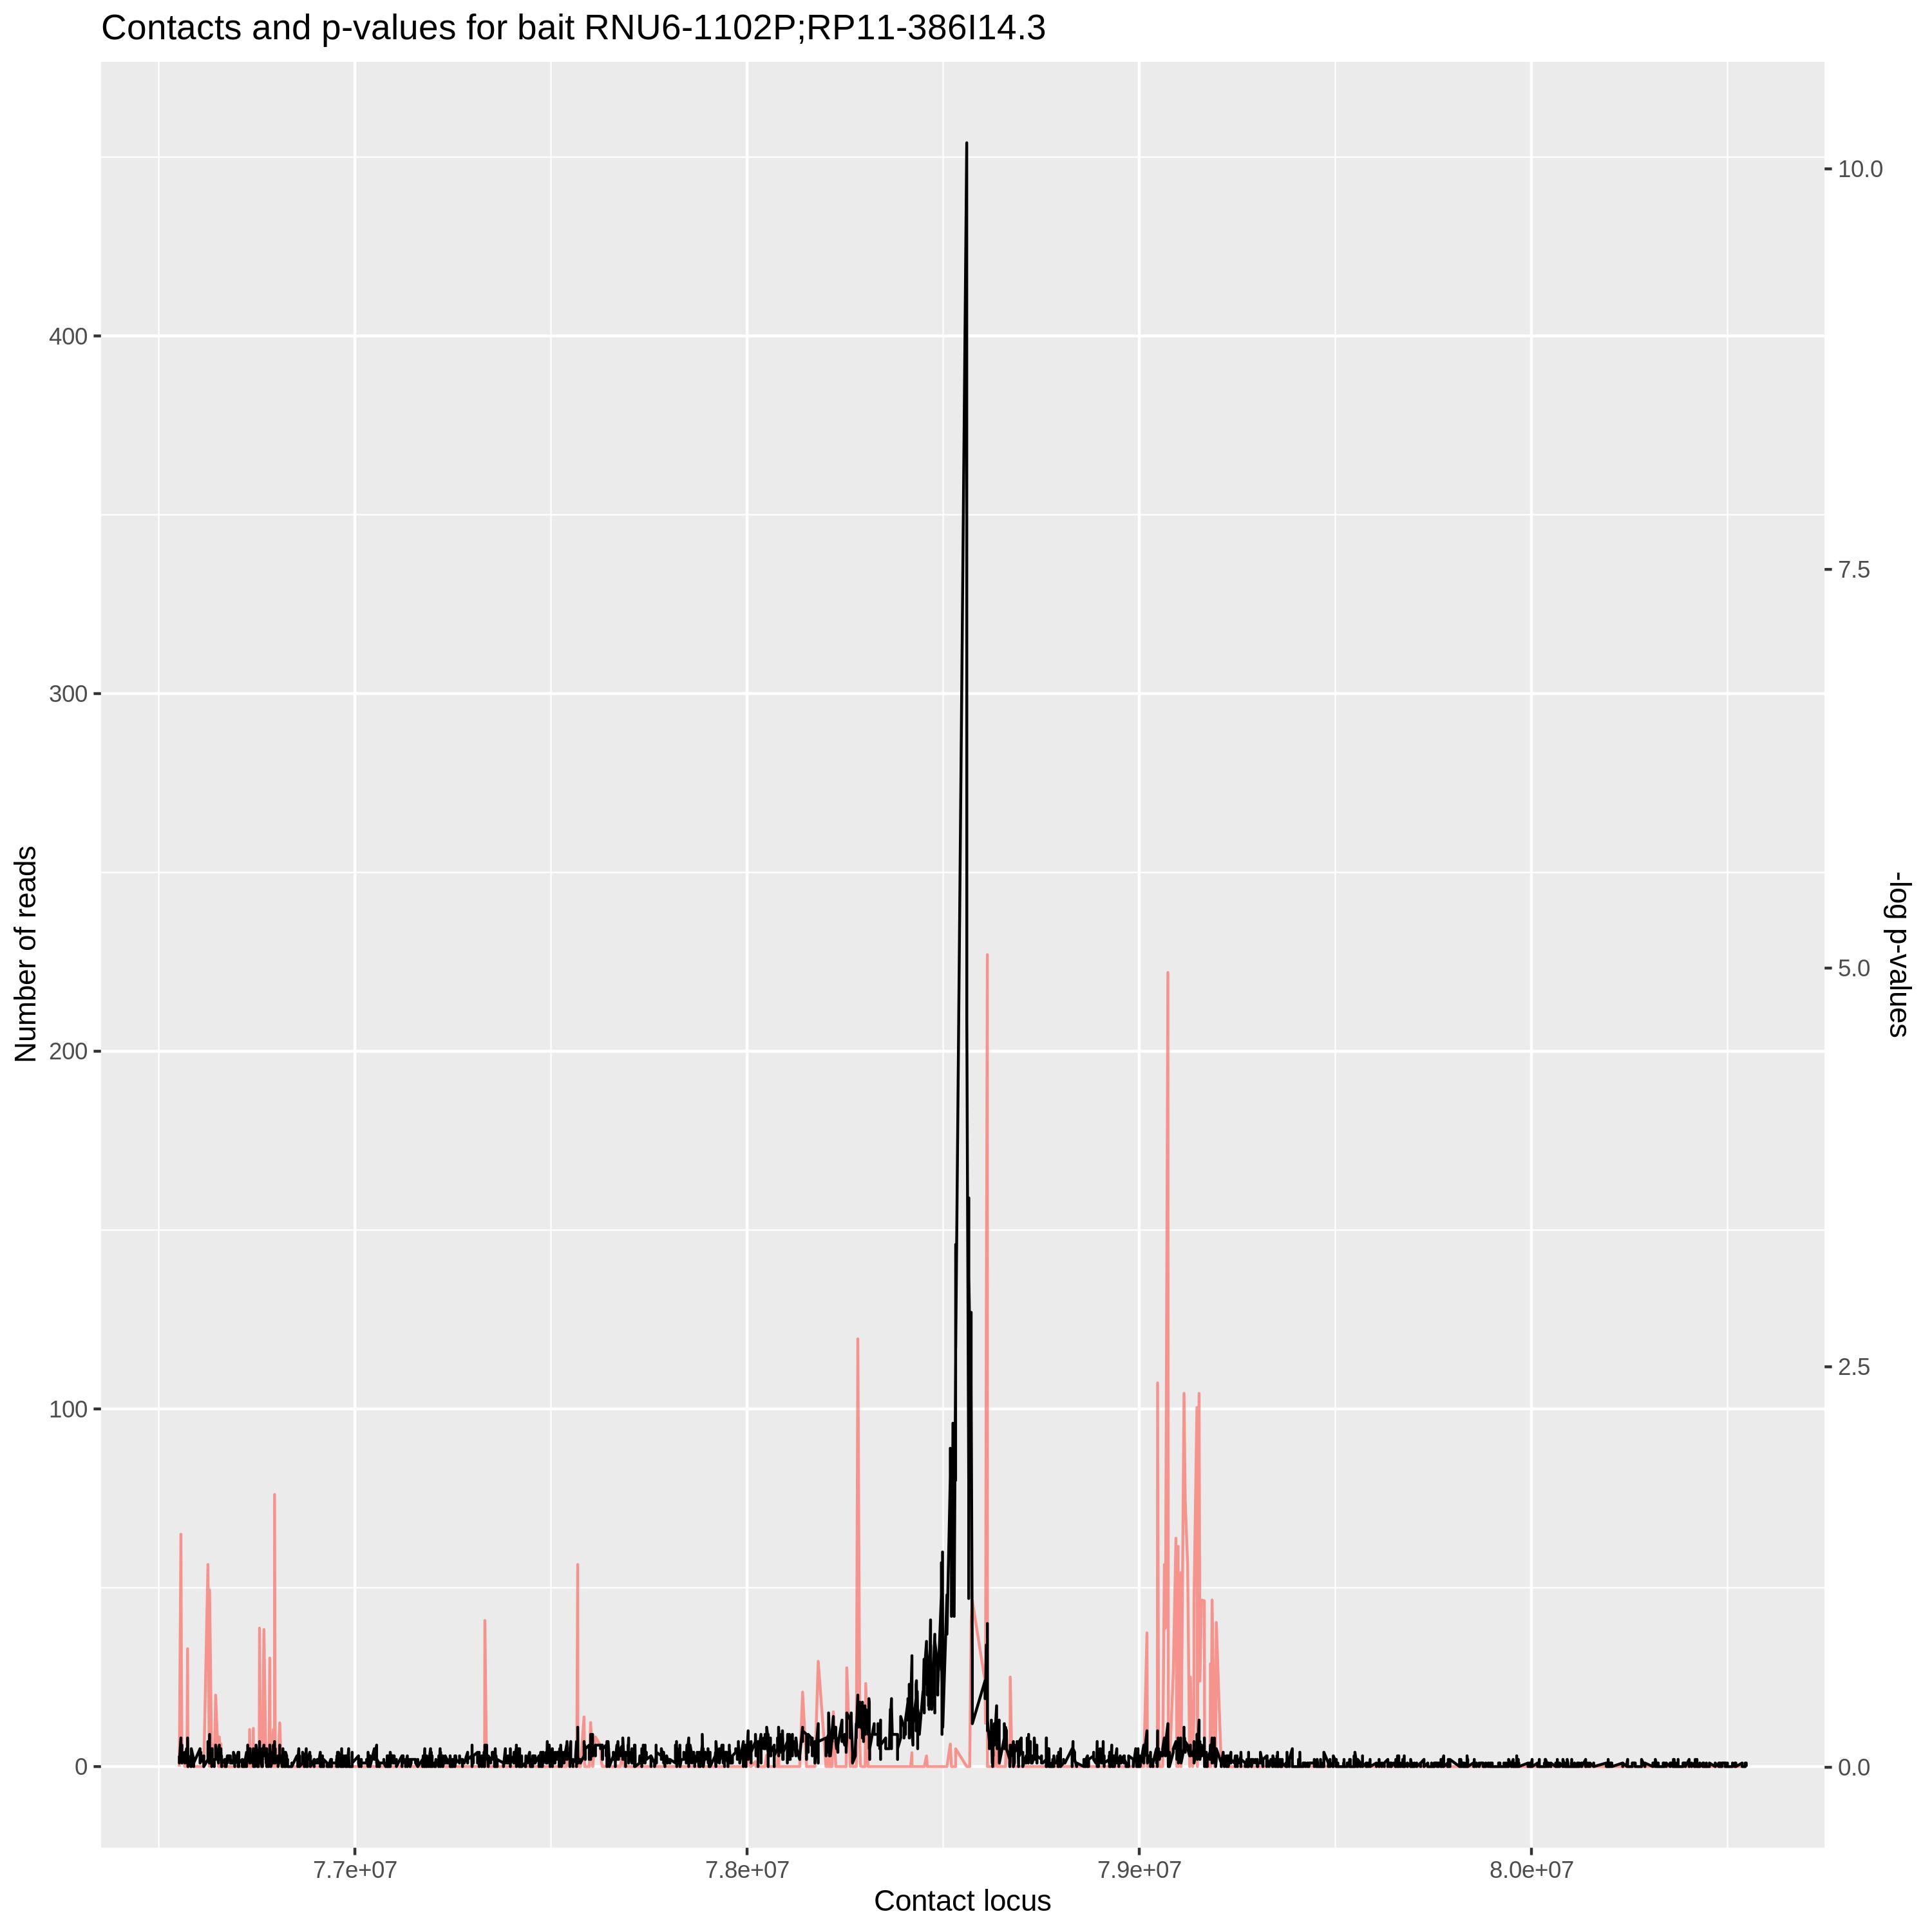 Contacts and p-values for bait RNU6-1102P;RP11-386I14.3
Number of reads
400
300
200
100
0
10.0
7.5
5.0
2.5
0.0
-log p-values
7.7e+07 7.8e+07 7.9e+07 8.0e+07
Contact locus